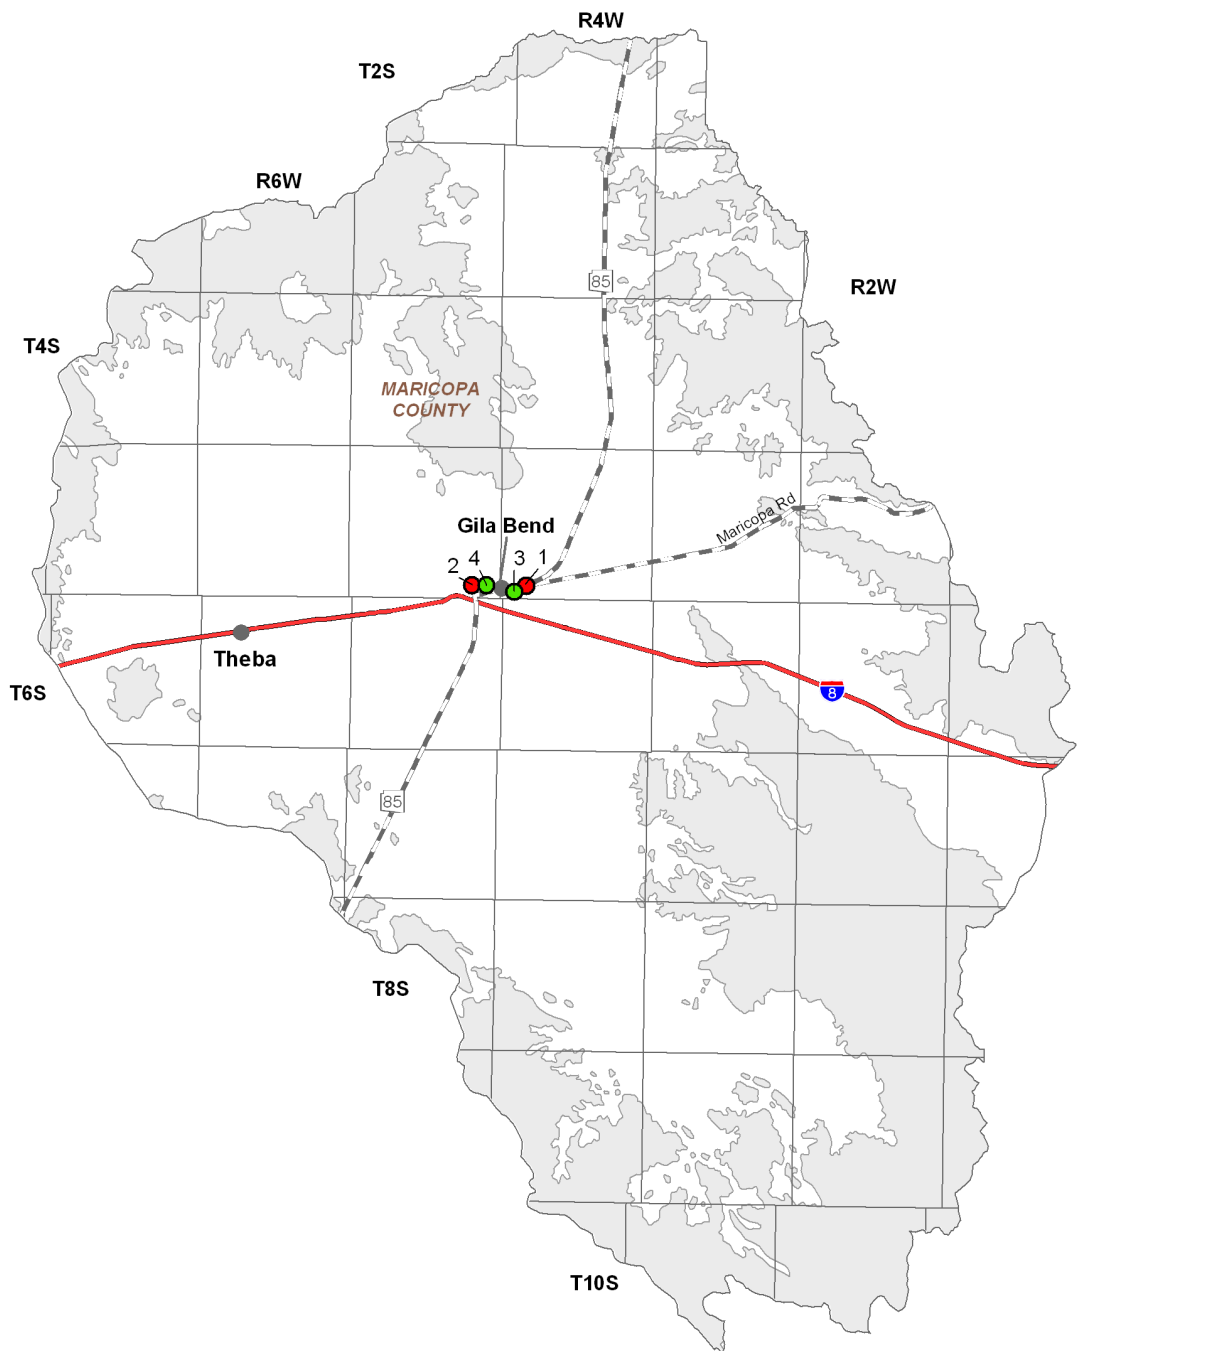 R4W
T2S
R6W
85
R2W
T4S
MARICOPA
COUNTY
Maricopa Rd
Gila Bend
2
4
3
1
Theba
T6S
8
85
T8S
T10S